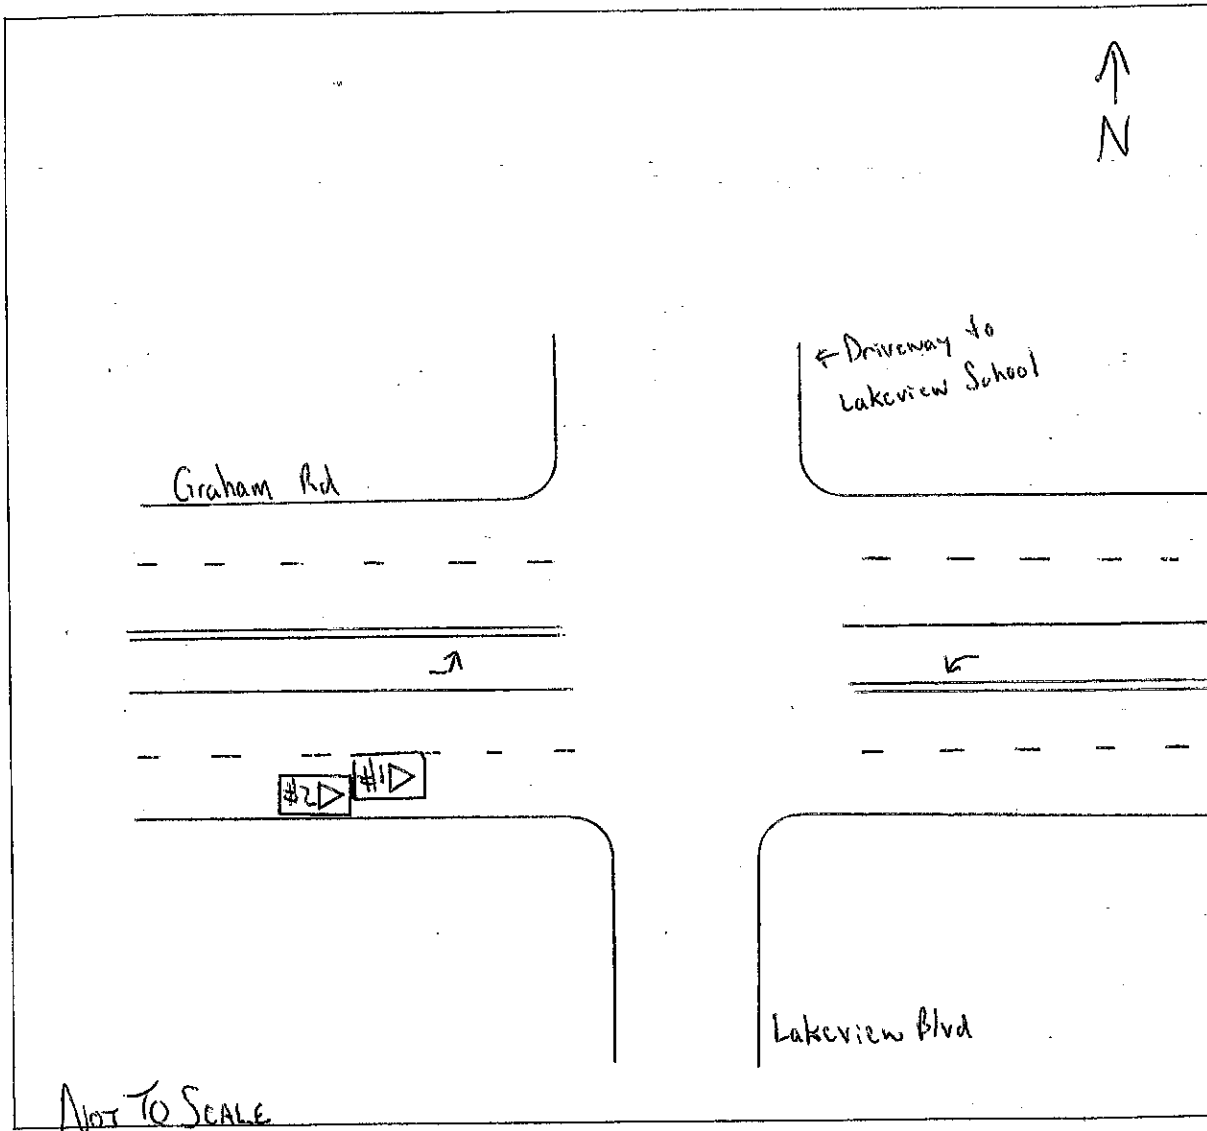 N
← Driveway to
Lakeview School
Graham Rd
#1
#2
Lakeview Blvd
NOT TO SCALE